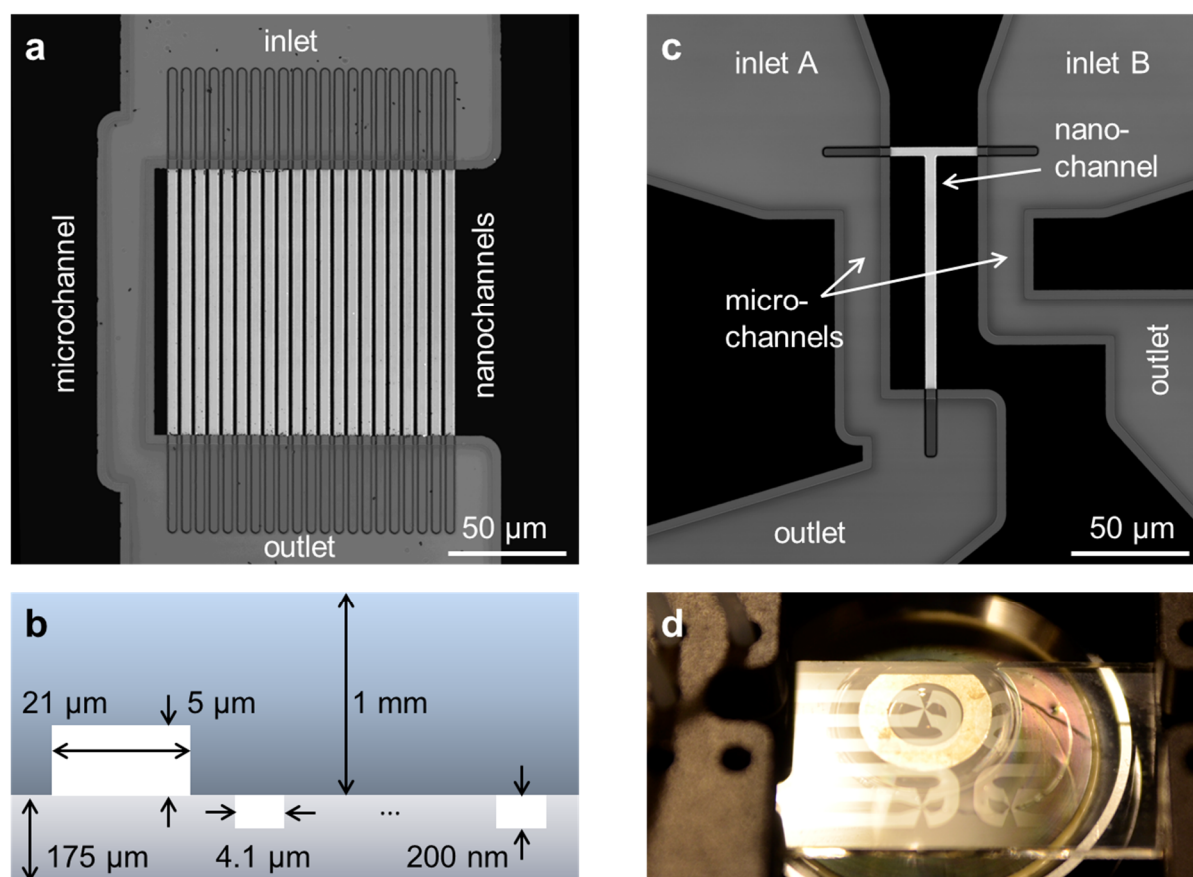 a
inlet
microchannel
nanochannels
outlet
50 µm
c
inlet A
inlet B
nano-
channel
micro-
channels
outlet
outlet
50 µm
b
21 µm
5 µm
1 mm
175 µm
4.1 µm
...
200 nm
d